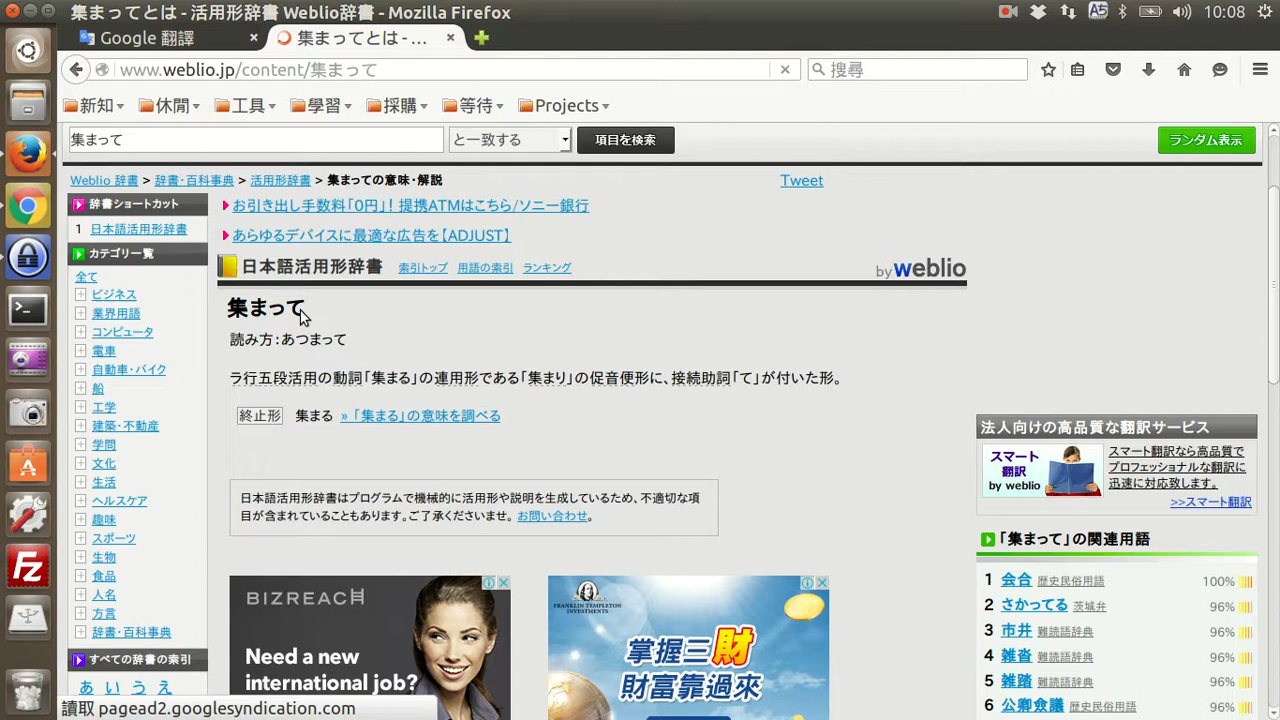 集まってとは - 活用形辞書 Weblio辞書 - Mozilla Firefox
10:08
Google 翻譯
集まってとは - ...
www.weblio.jp/content/集まって
搜尋
新知
休閒
工具
學習
採購
等待
Projects
集まって
と一致する
項目を検索
ランダム表示
Weblio 辞書 > 辞書・百科事典 > 活用形辞書 > 集まっての意味・解説
Tweet
辞書ショートカット
1 日本語活用形辞書
カテゴリー覧
全て
ビジネス
業界用語
コンピュータ
電車
自動車・バイク
船
工学
建築・不動産
学問
文化
生活
ヘルスケア
趣味
スポーツ
生物
食品
人名
方言
辞書・百科事典
すべての辞書の索引
あ い う え
お引き出し手数料「0円」！提携ATMはこちら/ソニー銀行
あらゆるデバイスに最適な広告を【ADJUST】
日本語活用形辞書
索引トップ 用語の索引 ランキング
by weblio
集まって
読み方：あつまって
ラ行五段活用の動詞「集まる」の連用形である「集まり」の促音便形に、接続助詞「て」が付いた形。
終止形 集まる » 「集まる」の意味を調べる
日本語活用形辞書はプログラムで機械的に活用形や説明を生成しているため、不適切な項
目が含まれていることもあります。ご了承くださいませ。 お問い合わせ。
BIZREACH
Need a new
international job?
FRANKLIN TEMPLETON
INVESTMENTS
掌握三財
財富靠過來
法人向けの高品質な翻訳サービス
スマート
翻訳
by weblio
スマート翻訳なら高品質で
プロフェッショナルな翻訳に
迅速に対応致します。
>>スマート翻訳
「集まって」の関連用語
1 会合 歴史民俗用語 100%
2 さかってる 茨城弁 96%
3 市井 難読語辞典 96%
4 雑沓 難読語辞典 96%
5 雑踏 難読語辞典 96%
6 公卿僉議 歴史民俗用語 96%
讀取 pagead2.googlesyndication.com